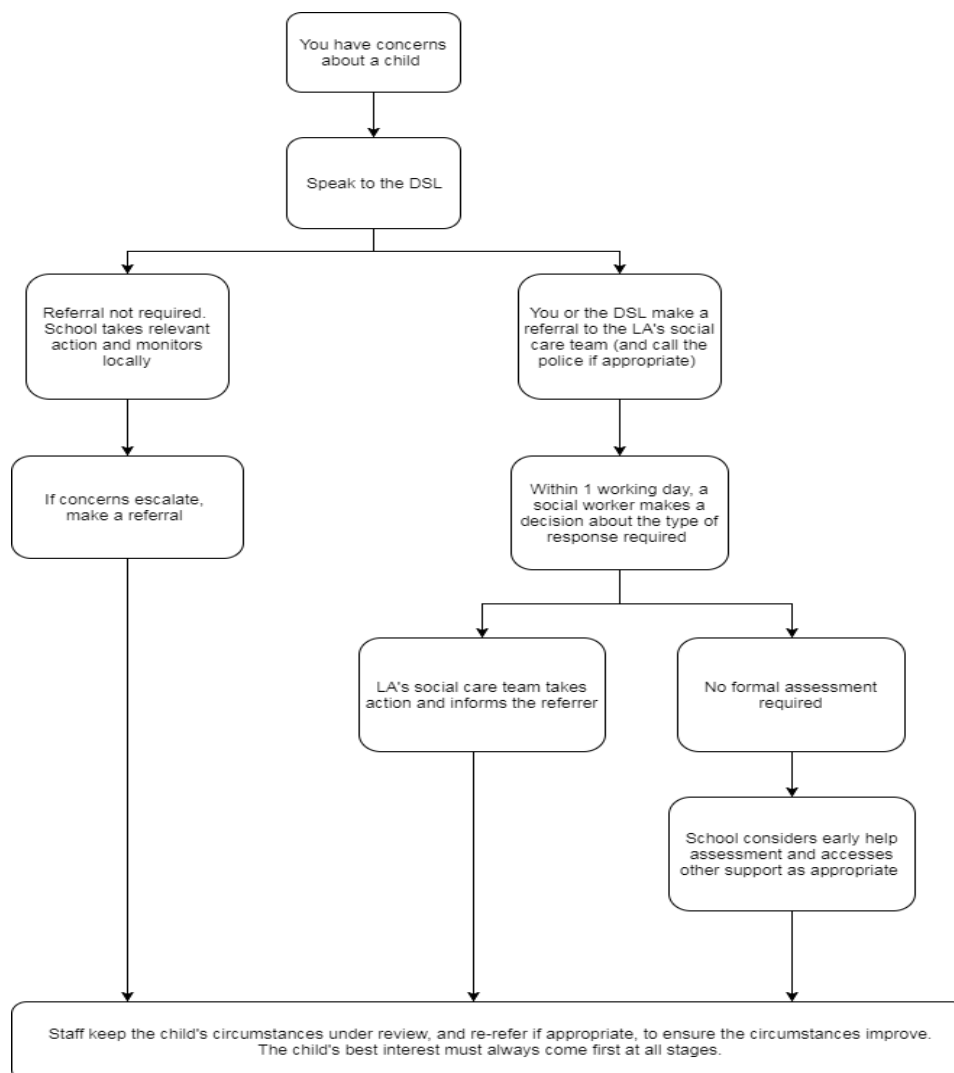 You have concerns
about a child
Speak to the DSL
Referral not required.
School takes relevant
action and monitors
locally
You or the DSL make a
referral to the LA's social
care team (and call the
police if appropriate)
If concerns escalate,
make a referral
Within 1 working day, a
social worker makes a
decision about the type of
response required
LA's social care team takes
action and informs the referrer
No formal assessment
required
School considers early help
assessment and accesses
other support as appropriate
Staff keep the child's circumstances under review, and re-refer if appropriate, to ensure the circumstances improve.
The child's best interest must always come first at all stages.